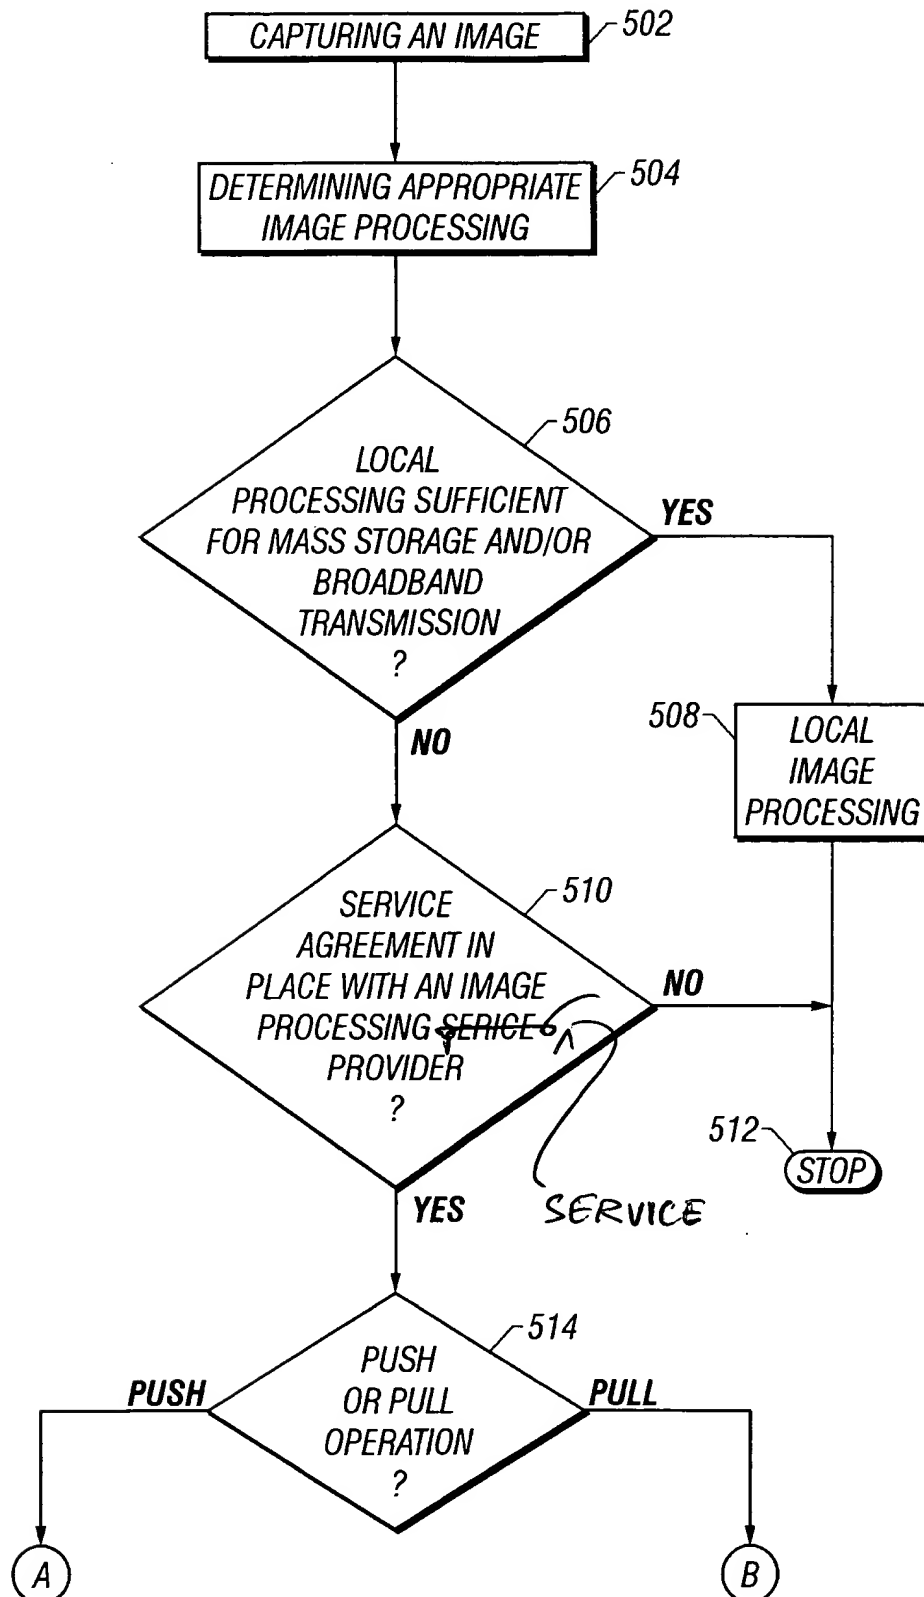 CAPTURING AN IMAGE
502
DETERMINING APPROPRIATE
IMAGE PROCESSING
504
506
LOCAL
PROCESSING SUFFICIENT
FOR MASS STORAGE AND/OR
BROADBAND
TRANSMISSION
?
YES
NO
508
LOCAL
IMAGE
PROCESSING
510
SERVICE
AGREEMENT IN
PLACE WITH AN IMAGE
PROCESSING SERICE
PROVIDER
?
NO
YES
SERVICE
512
STOP
514
PUSH
OR PULL
OPERATION
?
PUSH
PULL
A
B